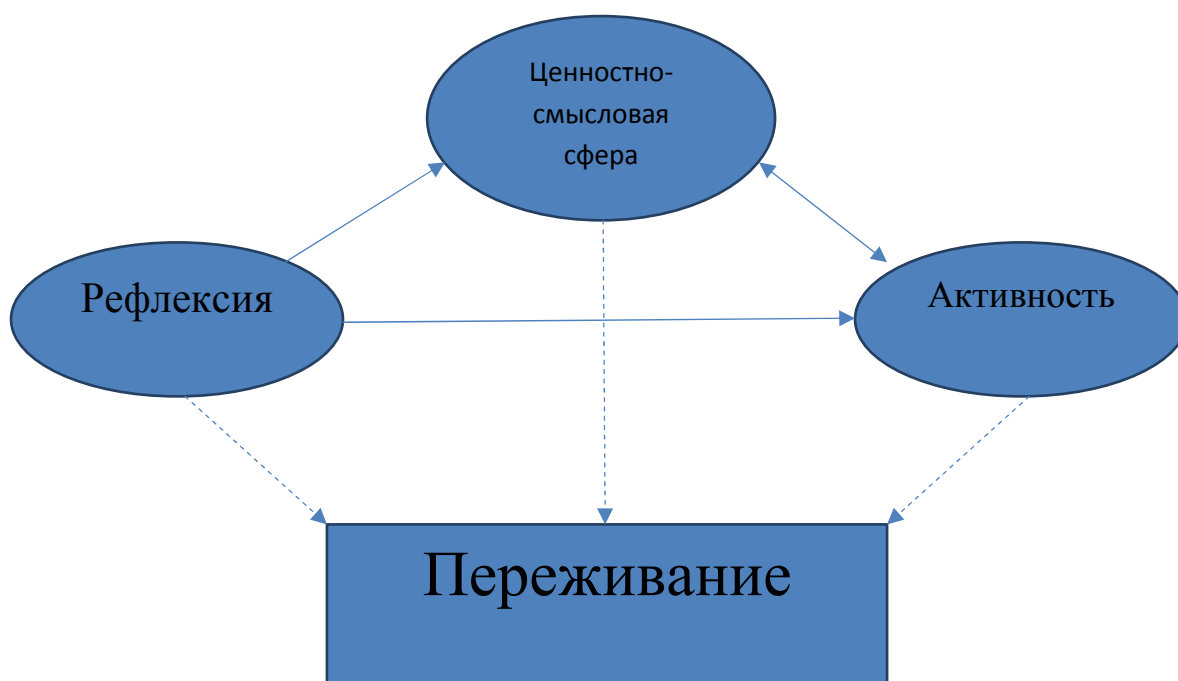 Ценностно-
смысловая
сфера
Рефлексия
Активность
Переживание